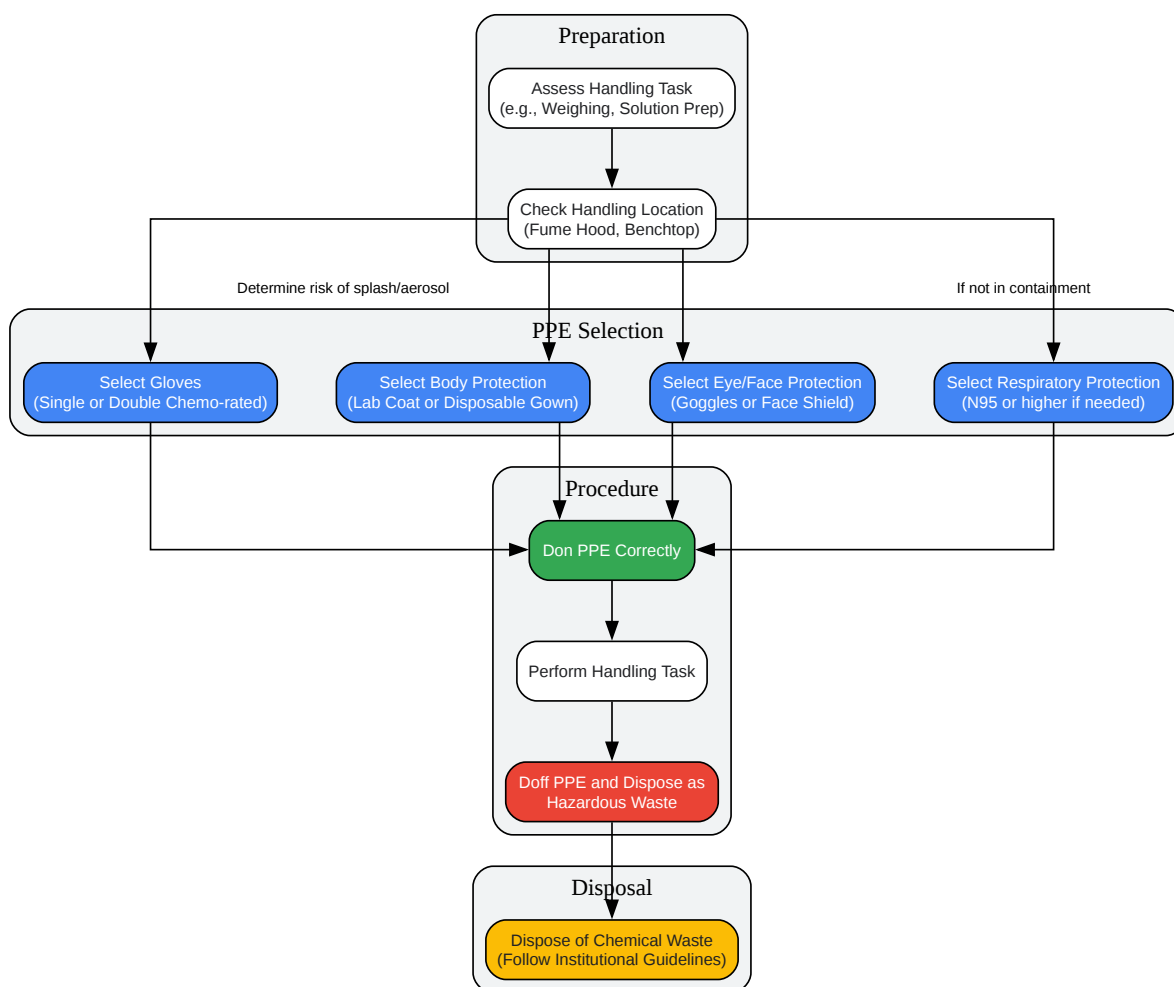 Preparation
Assess Handling Task
(e.g., Weighing, Solution Prep)
Check Handling Location
(Fume Hood, Benchtop)
Determine risk of splash/aerosol
If not in containment
PPE Selection
Select Gloves
(Single or Double Chemo-rated)
Select Body Protection
(Lab Coat or Disposable Gown)
Select Eye/Face Protection
(Goggles or Face Shield)
Select Respiratory Protection
(N95 or higher if needed)
Procedure
Don PPE Correctly
Perform Handling Task
Doff PPE and Dispose as
Hazardous Waste
Disposal
Dispose of Chemical Waste
(Follow Institutional Guidelines)